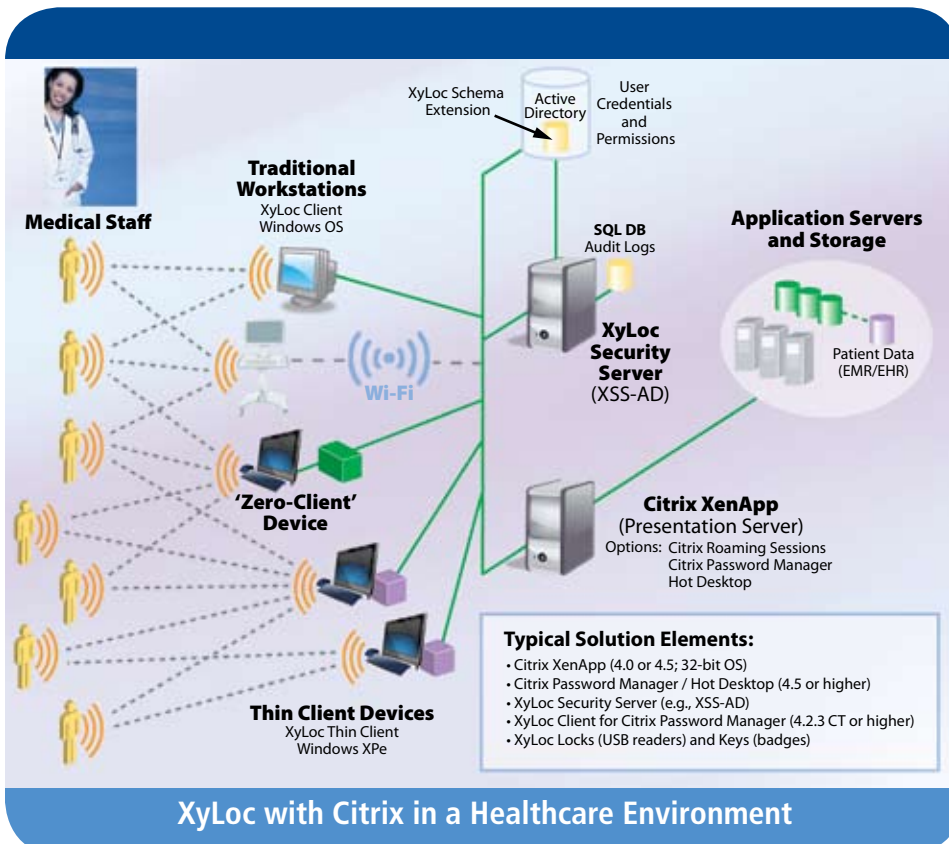 XyLoc Schema
Extension
Active
Directory
User
Credentials
and
Permissions
Traditional
Workstations
XyLoc Client
Windows OS
Medical Staff
SQL DB
Audit Logs
Application Servers
and Storage
XyLoc
Security
Server
(XSS-AD)
Patient Data
(EMR/EHR)
Wi-Fi
'Zero-Client'
Device
Citrix XenApp
(Presentation Server)
Options: Citrix Roaming Sessions
Citrix Password Manager
Hot Desktop
Thin Client Devices
XyLoc Thin Client
Windows XPe
Typical Solution Elements:
• Citrix XenApp (4.0 or 4.5; 32-bit OS)
• Citrix Password Manager / Hot Desktop (4.5 or higher)
• XyLoc Security Server (e.g., XSS-AD)
• XyLoc Client for Citrix Password Manager (4.2.3 CT or higher)
• XyLoc Locks (USB readers) and Keys (badges)
XyLoc with Citrix in a Healthcare Environment